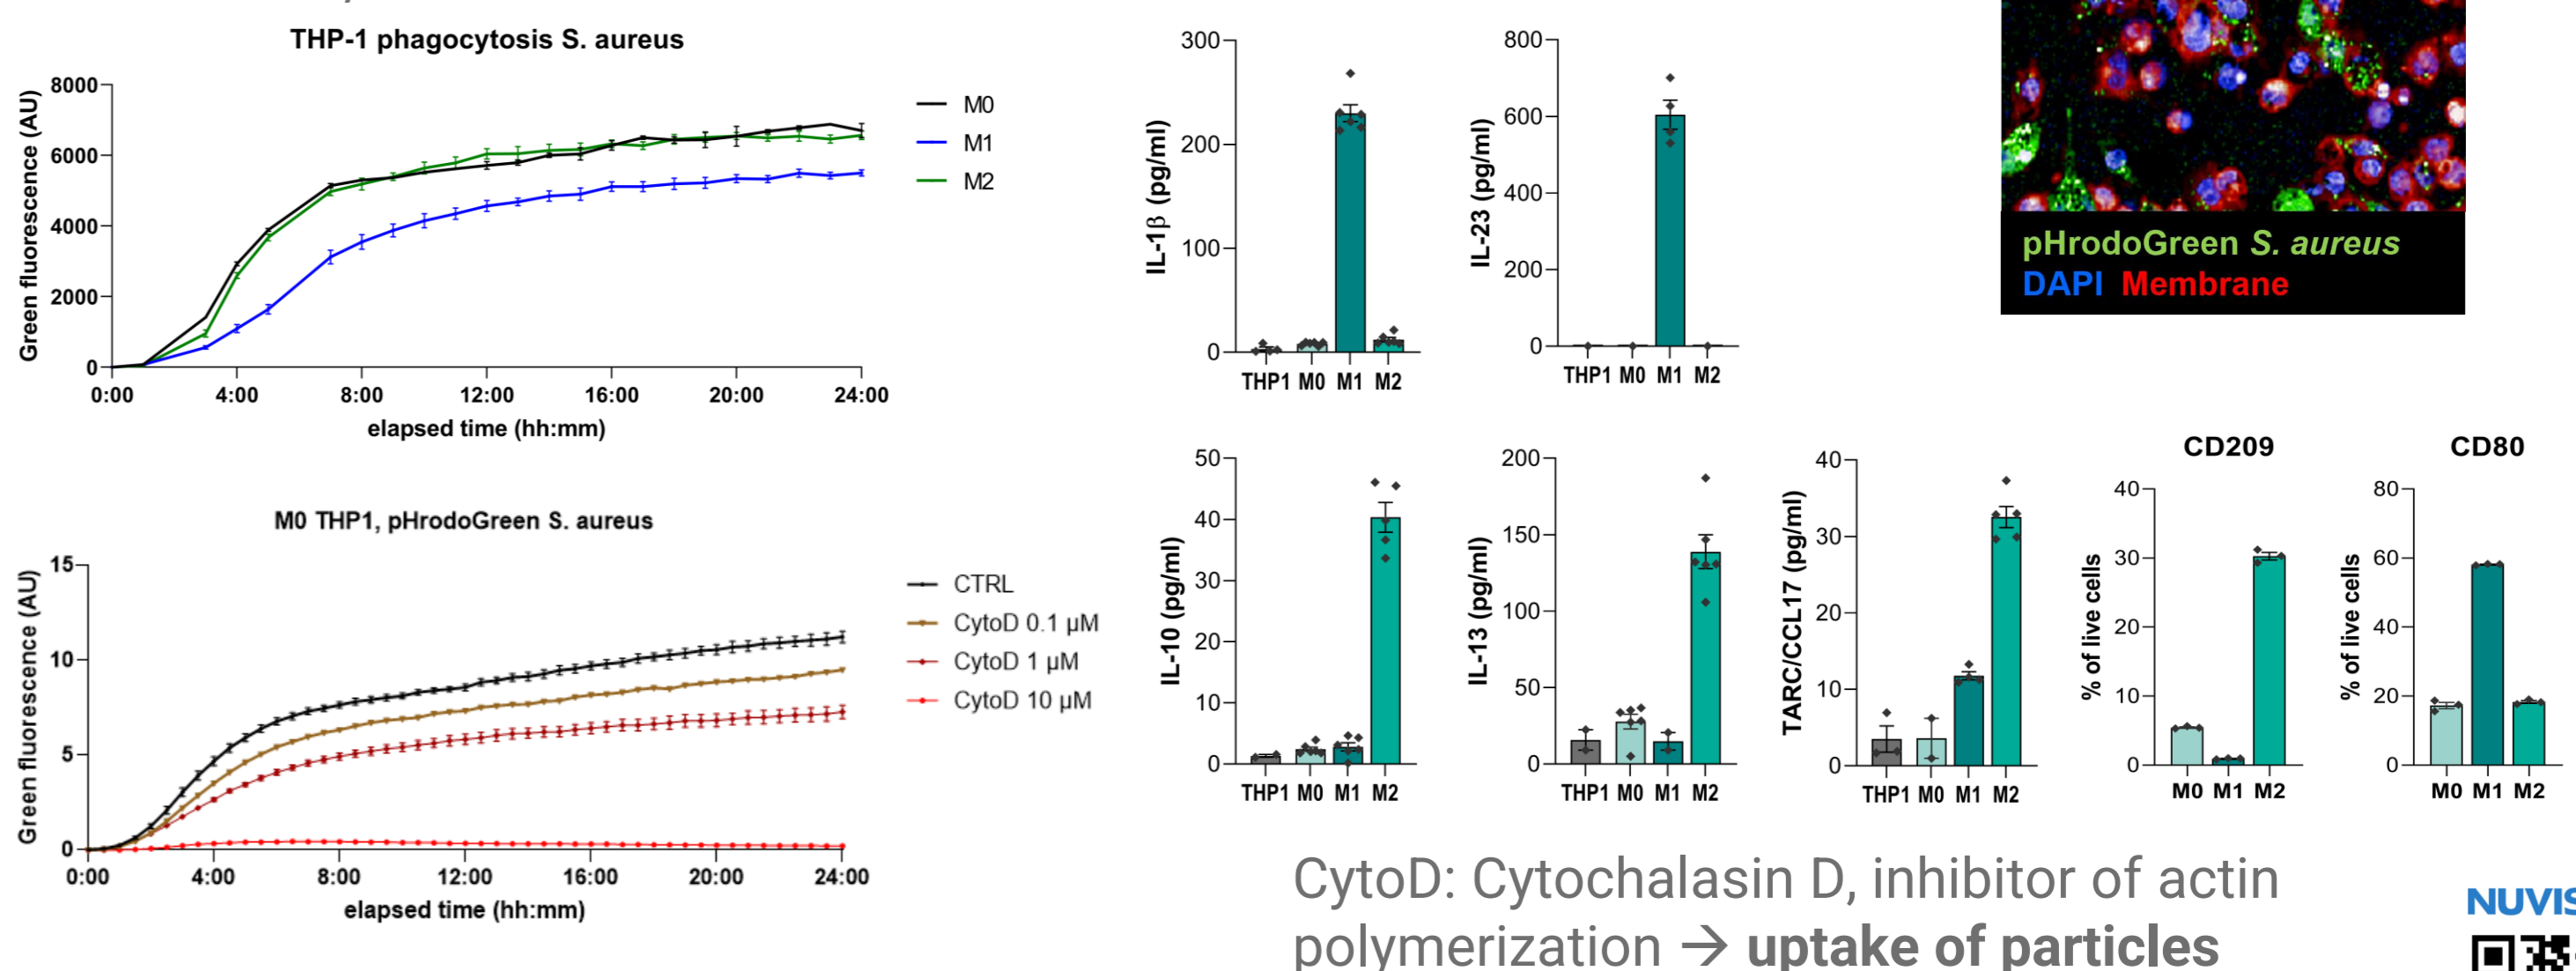 THP-1 phagocytosis S. aureus
Green fluorescence (AU)
8000
6000
4000
2000
0
0:00 4:00 8:00 12:00 16:00 20:00 24:00
elapsed time (hh:mm)
M0
M1
M2
M0 THP1, pHrodoGreen S. aureus
Green fluorescence (AU)
15
10
5
0
0:00 4:00 8:00 12:00 16:00 20:00 24:00
elapsed time (hh:mm)
CTRL
CytoD 0.1 µM
CytoD 1 µM
CytoD 10 µM
IL-1β (pg/ml)
300
200
100
0
THP1 M0 M1 M2
IL-23 (pg/ml)
800
600
400
200
0
THP1 M0 M1 M2
pHrodoGreen S. aureus
DAPI Membrane
IL-10 (pg/ml)
50
40
30
20
10
0
THP1 M0 M1 M2
IL-13 (pg/ml)
200
150
100
50
0
THP1 M0 M1 M2
TARC/CCL17 (pg/ml)
40
30
20
10
0
THP1 M0 M1 M2
CD209
% of live cells
40
30
20
10
0
M0 M1 M2
CD80
% of live cells
80
60
40
20
0
M0 M1 M2
CytoD: Cytochalasin D, inhibitor of actin
polymerization → uptake of particles
NUVIS